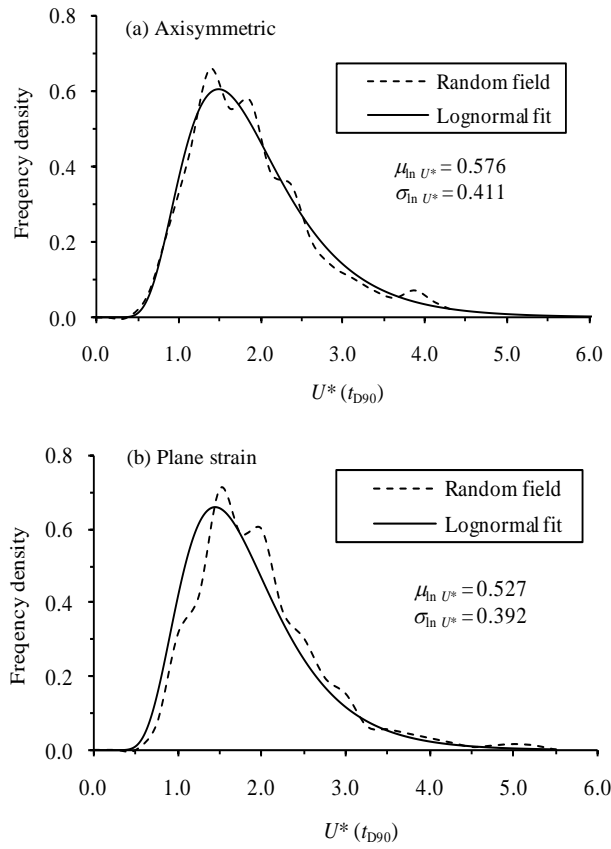 (a) Axisymmetric
0.8
0.6
0.4
0.2
0.0
Freqency density
Random field
Lognormal fit
μln U* = 0.576
σln U* = 0.411
0.0 1.0 2.0 3.0 4.0 5.0 6.0
U* (tD90)
(b) Plane strain
0.8
0.6
0.4
0.2
0.0
Freqency density
Random field
Lognormal fit
μln U* = 0.527
σln U* = 0.392
0.0 1.0 2.0 3.0 4.0 5.0 6.0
U* (tD90)